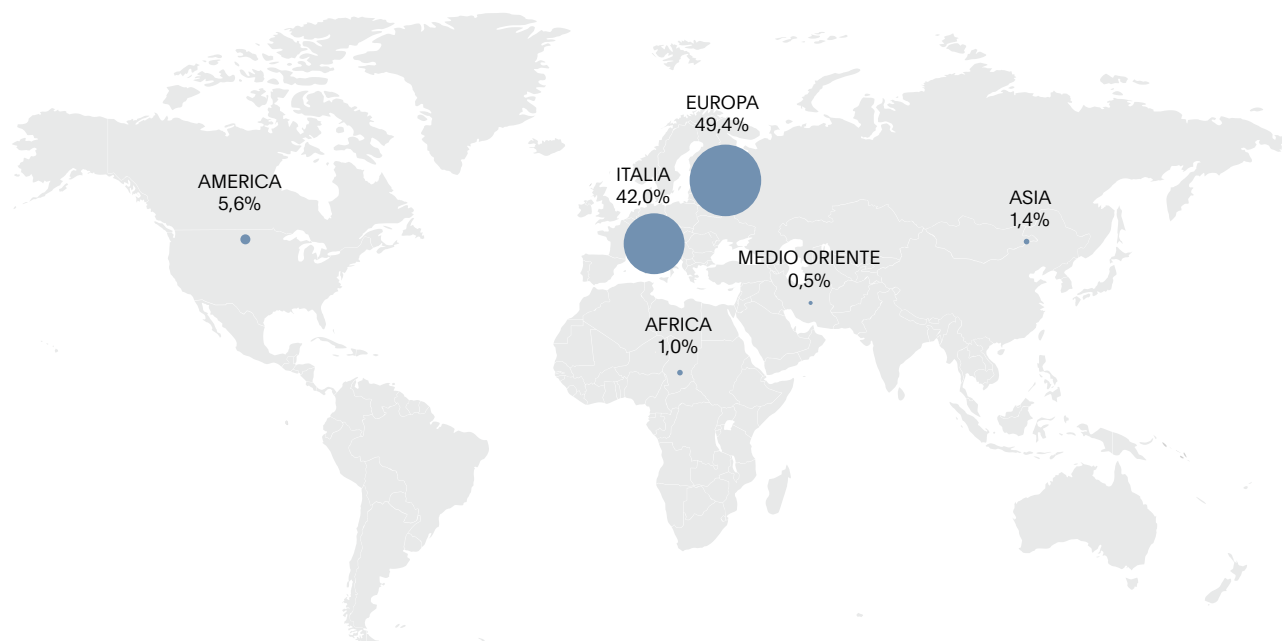 EUROPA
49,4%
ITALIA
42,0%
AMERICA
5,6%
ASIA
1,4%
MEDIO ORIENTE
0,5%
AFRICA
1,0%